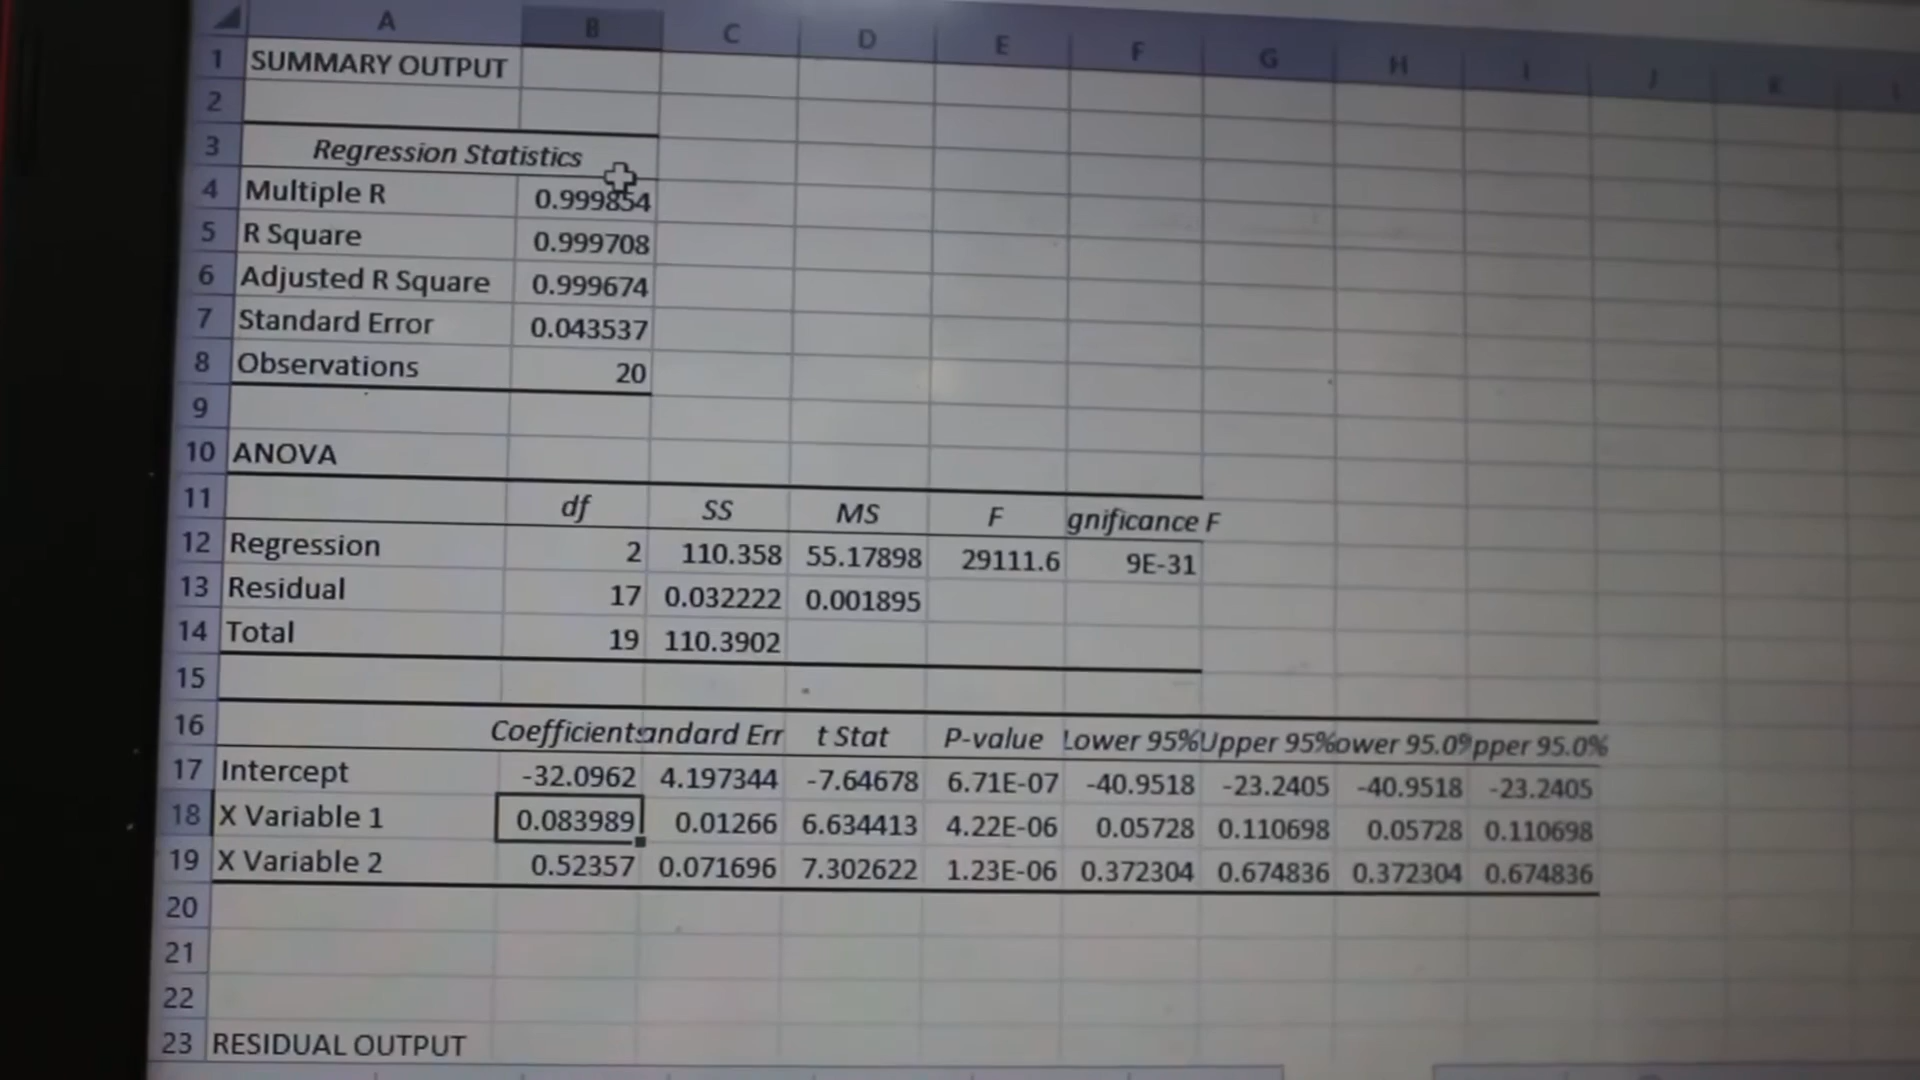 A B C D E F G H I J K
1 SUMMARY OUTPUT
2
3 Regression Statistics
4 Multiple R 0.999854
5 R Square 0.999708
6 Adjusted R Square 0.999674
7 Standard Error 0.043537
8 Observations 20
9
10 ANOVA
11 df SS MS F gnificance F
12 Regression 2 110.358 55.17898 29111.6 9E-31
13 Residual 17 0.032222 0.001895
14 Total 19 110.3902
15
16 Coefficients andard Err t Stat P-value Lower 95% Upper 95% ower 95.0% pper 95.0%
17 Intercept -32.0962 4.197344 -7.64678 6.71E-07 -40.9518 -23.2405 -40.9518 -23.2405
18 X Variable 1 0.083989 0.01266 6.634413 4.22E-06 0.05728 0.110698 0.05728 0.110698
19 X Variable 2 0.52357 0.071696 7.302622 1.23E-06 0.372304 0.674836 0.372304 0.674836
20
21
22
23 RESIDUAL OUTPUT